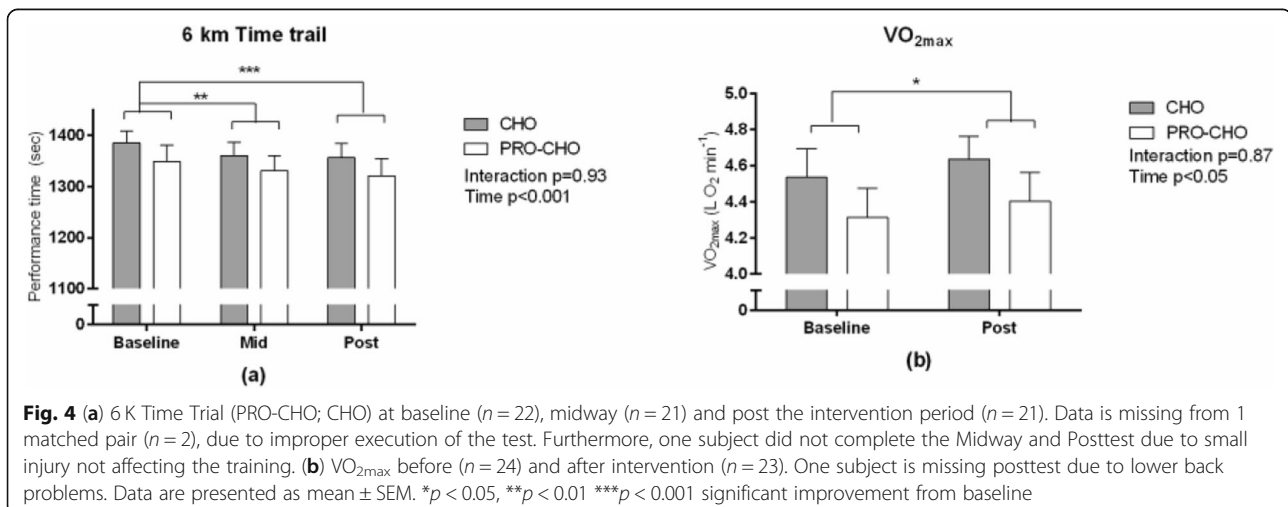 6 km Time trail
***
**
1400
1300
1200
1100
0
Performance time (sec)
Baseline Mid Post
CHO
PRO-CHO
Interaction p=0.93
Time p<0.001
(a)
VO2max
*
5.0
4.8
4.6
4.4
4.2
4.0
0
VO2max (L O2 min-1)
Baseline Post
CHO
PRO-CHO
Interaction p=0.87
Time p<0.05
(b)
Fig. 4 (a) 6 K Time Trial (PRO-CHO; CHO) at baseline (n = 22), midway (n = 21) and post the intervention period (n = 21). Data is missing from 1
matched pair (n = 2), due to improper execution of the test. Furthermore, one subject did not complete the Midway and Posttest due to small
injury not affecting the training. (b) VO2max before (n = 24) and after intervention (n = 23). One subject is missing posttest due to lower back
problems. Data are presented as mean ± SEM. *p < 0.05, **p < 0.01 ***p < 0.001 significant improvement from baseline